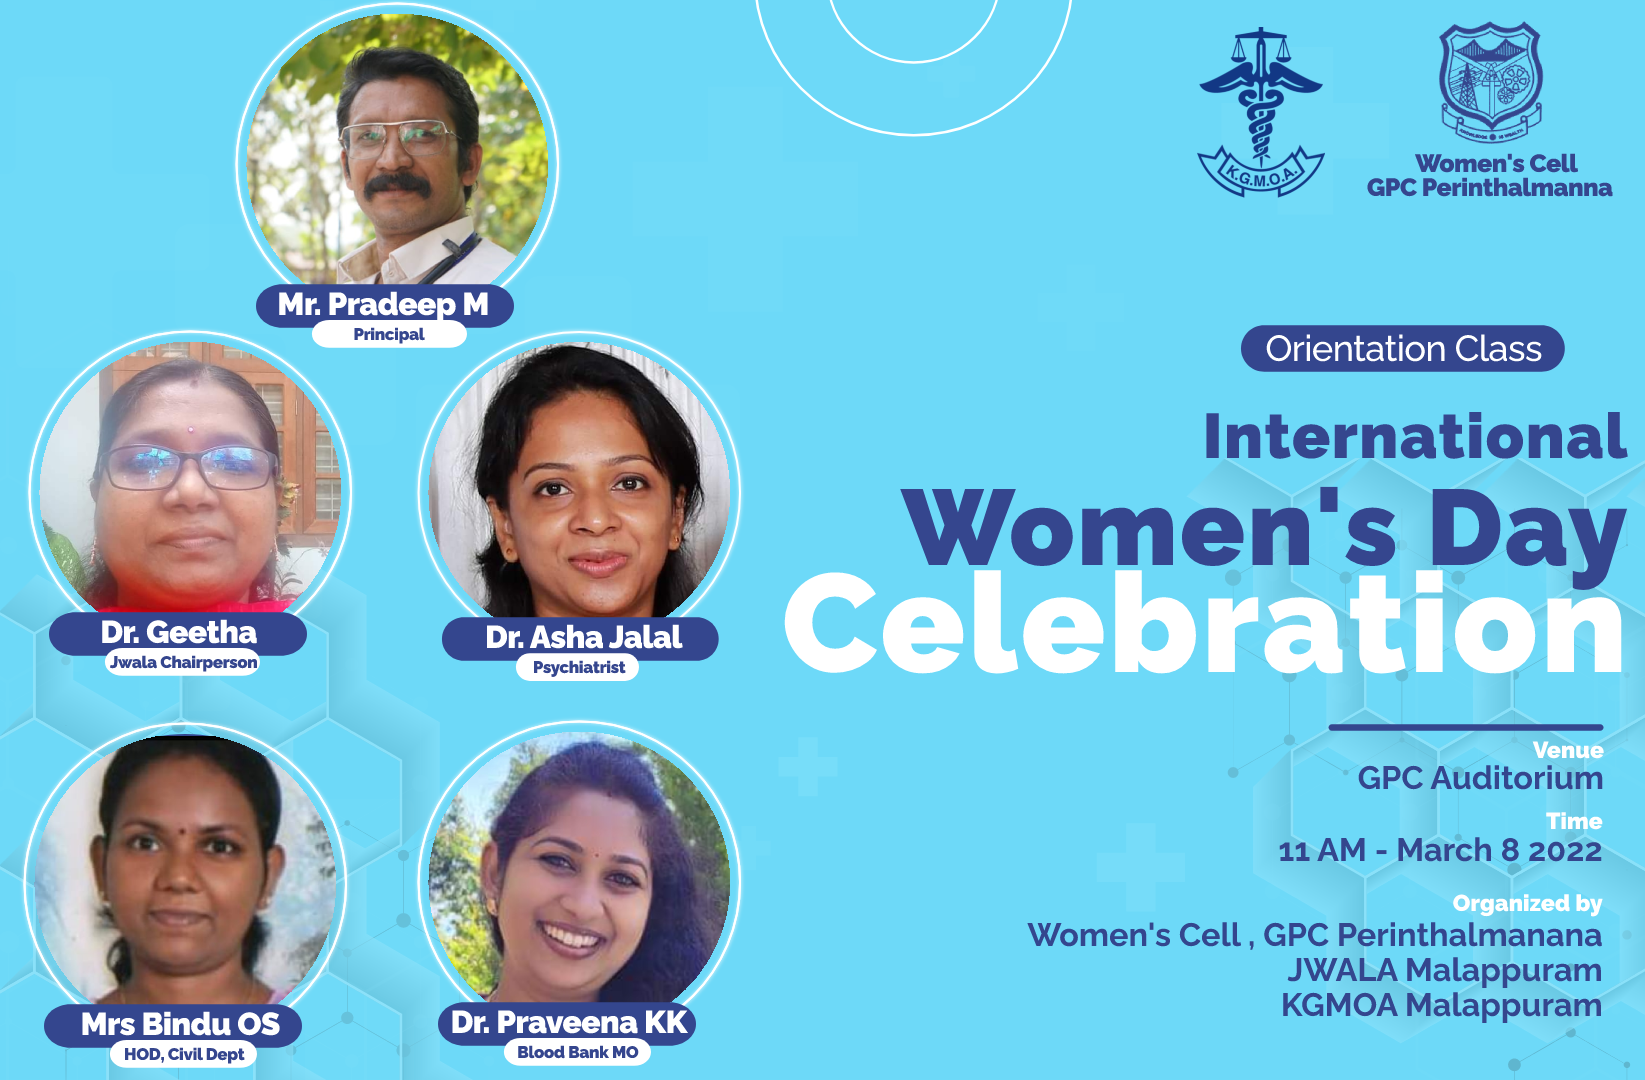 K.G.M.O.A.
Women's Cell
GPC Perinthalmanna
Mr. Pradeep M
Principal
Dr. Geetha
Jwala Chairperson
Dr. Asha Jalal
Psychiatrist
Mrs Bindu OS
HOD, Civil Dept
Dr. Praveena KK
Blood Bank MO
Orientation Class
International
Women's Day
Celebration
Venue
GPC Auditorium
Time
11 AM - March 8 2022
Organized by
Women's Cell , GPC Perinthalmanana
JWALA Malappuram
KGMOA Malappuram